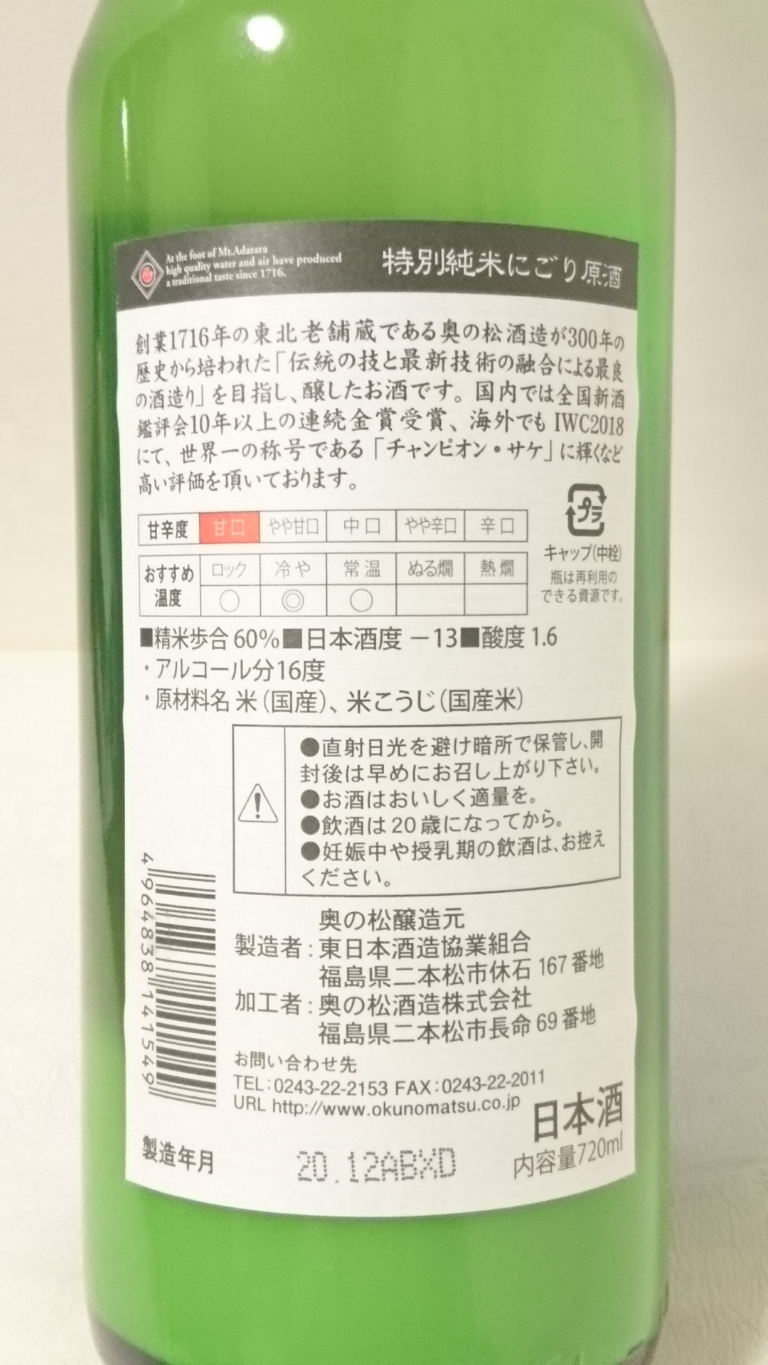 At the foot of Mt.Adatara
high quality water and air have produced
a traditional taste since 1716.
特別純米にごり原酒
創業1716年の東北老舗蔵である奥の松酒造が300年の
歴史から培われた「伝統の技と最新技術の融合による最良
の酒造り」を目指し、醸したお酒です。国内では全国新酒
鑑評会10年以上の連続金賞受賞、海外でも IWC2018
にて、世界一の称号である「チャンピオン・サケ」に輝くなど
高い評価を頂いております。
甘辛度 甘口 やや甘口 中口 やや辛口 辛口
おすすめ温度 ロック 冷や 常温 ぬる燗 熱燗
○ ◎ ○
プラ
キャップ(中栓)
瓶は再利用の
できる資源です。
■精米歩合 60%■日本酒度 −13■酸度 1.6
・アルコール分16度
・原材料名 米(国産)、米こうじ(国産米)
●直射日光を避け暗所で保管し、開
封後は早めにお召し上がり下さい。
●お酒はおいしく適量を。
●飲酒は20歳になってから。
●妊娠中や授乳期の飲酒は、お控え
ください。
4 964838 141549
奥の松醸造元
製造者:東日本酒造協業組合
福島県二本松市休石 167 番地
加工者:奥の松酒造株式会社
福島県二本松市長命 69 番地
お問い合わせ先
TEL:0243-22-2153 FAX:0243-22-2011
URL http://www.okunomatsu.co.jp
日本酒
製造年月 20.12ABXD
内容量720ml